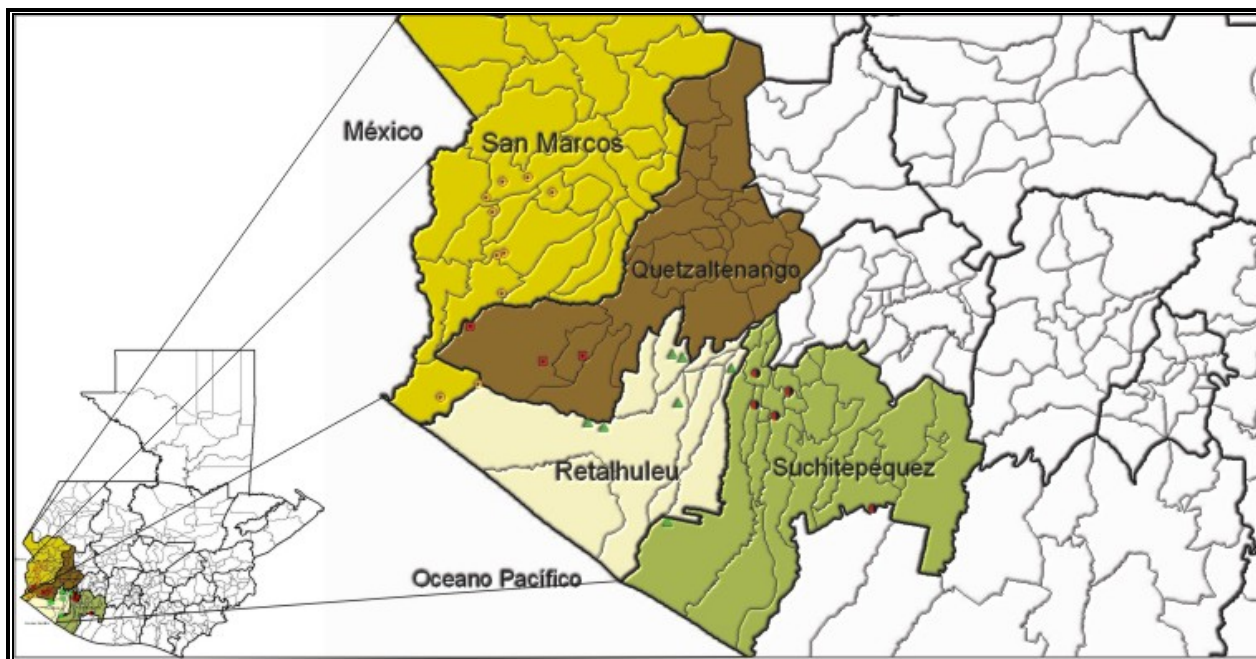 México
San Marcos
Quetzaltenango
Retalhuleu
Suchitepéquez
Oceano Pacífico